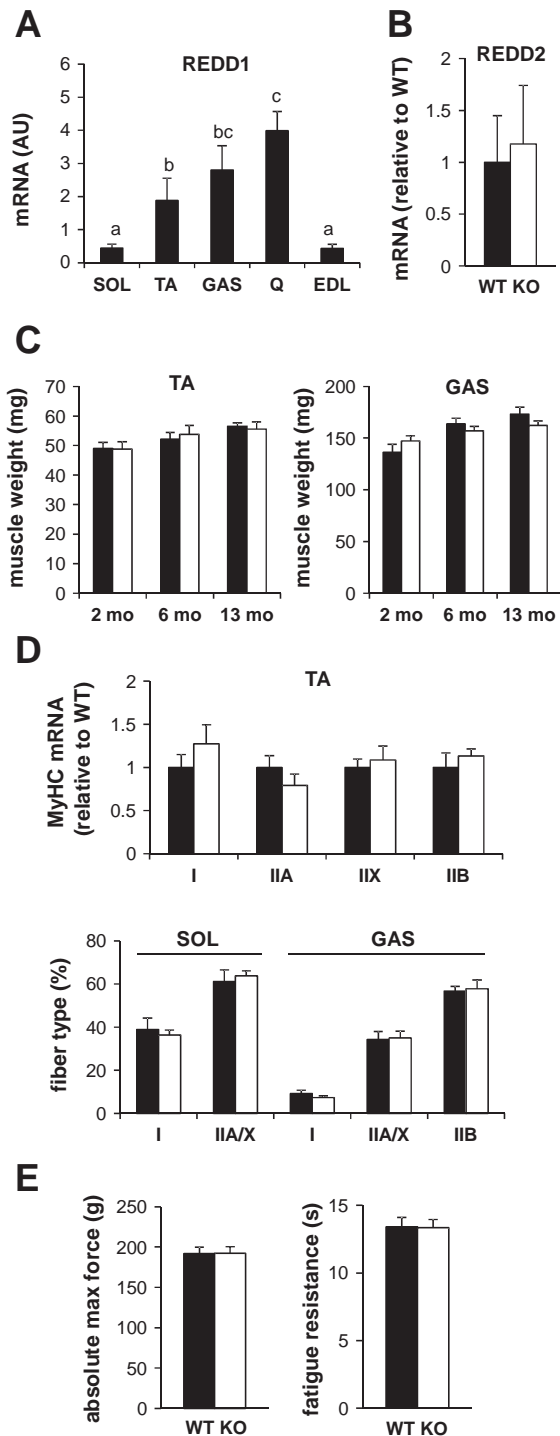 A
REDD1
mRNA (AU)
6
5
4
3
2
1
0
a
b
bc
c
a
SOL TA GAS Q EDL
B
REDD2
mRNA (relative to WT)
2
1.5
1
0.5
0
WT KO
C
TA
muscle weight (mg)
70
60
50
40
30
20
10
0
2 mo 6 mo 13 mo
GAS
muscle weight (mg)
200
150
100
50
0
2 mo 6 mo 13 mo
D
TA
MyHC mRNA
(relative to WT)
2
1.5
1
0.5
0
I IIA IIX IIB
SOL GAS
fiber type (%)
80
60
40
20
0
I IIA/X I IIA/X IIB
E
absolute max force (g)
250
200
150
100
50
0
WT KO
fatigue resistance (s)
15
10
5
0
WT KO